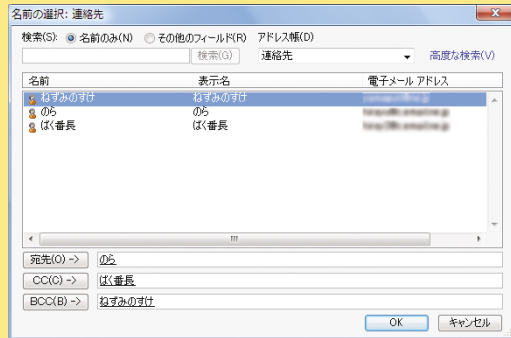 名前の選択: 連絡先
検索(S): 名前のみ(N) その他のフィールド(R) アドレス帳(D)
検索(G) 連絡先 高度な検索(V)
名前 表示名 電子メール アドレス
ねずみのすけ ねずみのすけ
のら のら
ばく番長 ばく番長
宛先(O) -> のら
CC(C) -> ばく番長
BCC(B) -> ねずみのすけ
OK キャンセル